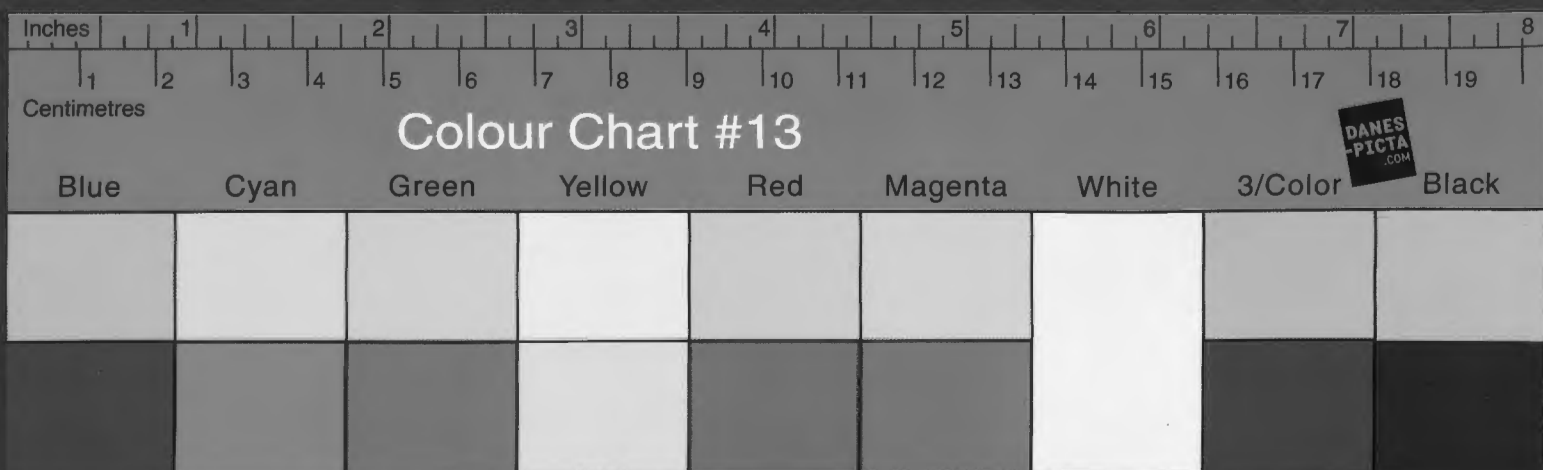 Inches 1 2 3 4 5 6 7 8
1 2 3 4 5 6 7 8 9 10 11 12 13 14 15 16 17 18 19
Centimetres
Colour Chart #13
DANES
-PICTA
.COM
Blue Cyan Green Yellow Red Magenta White 3/Color Black